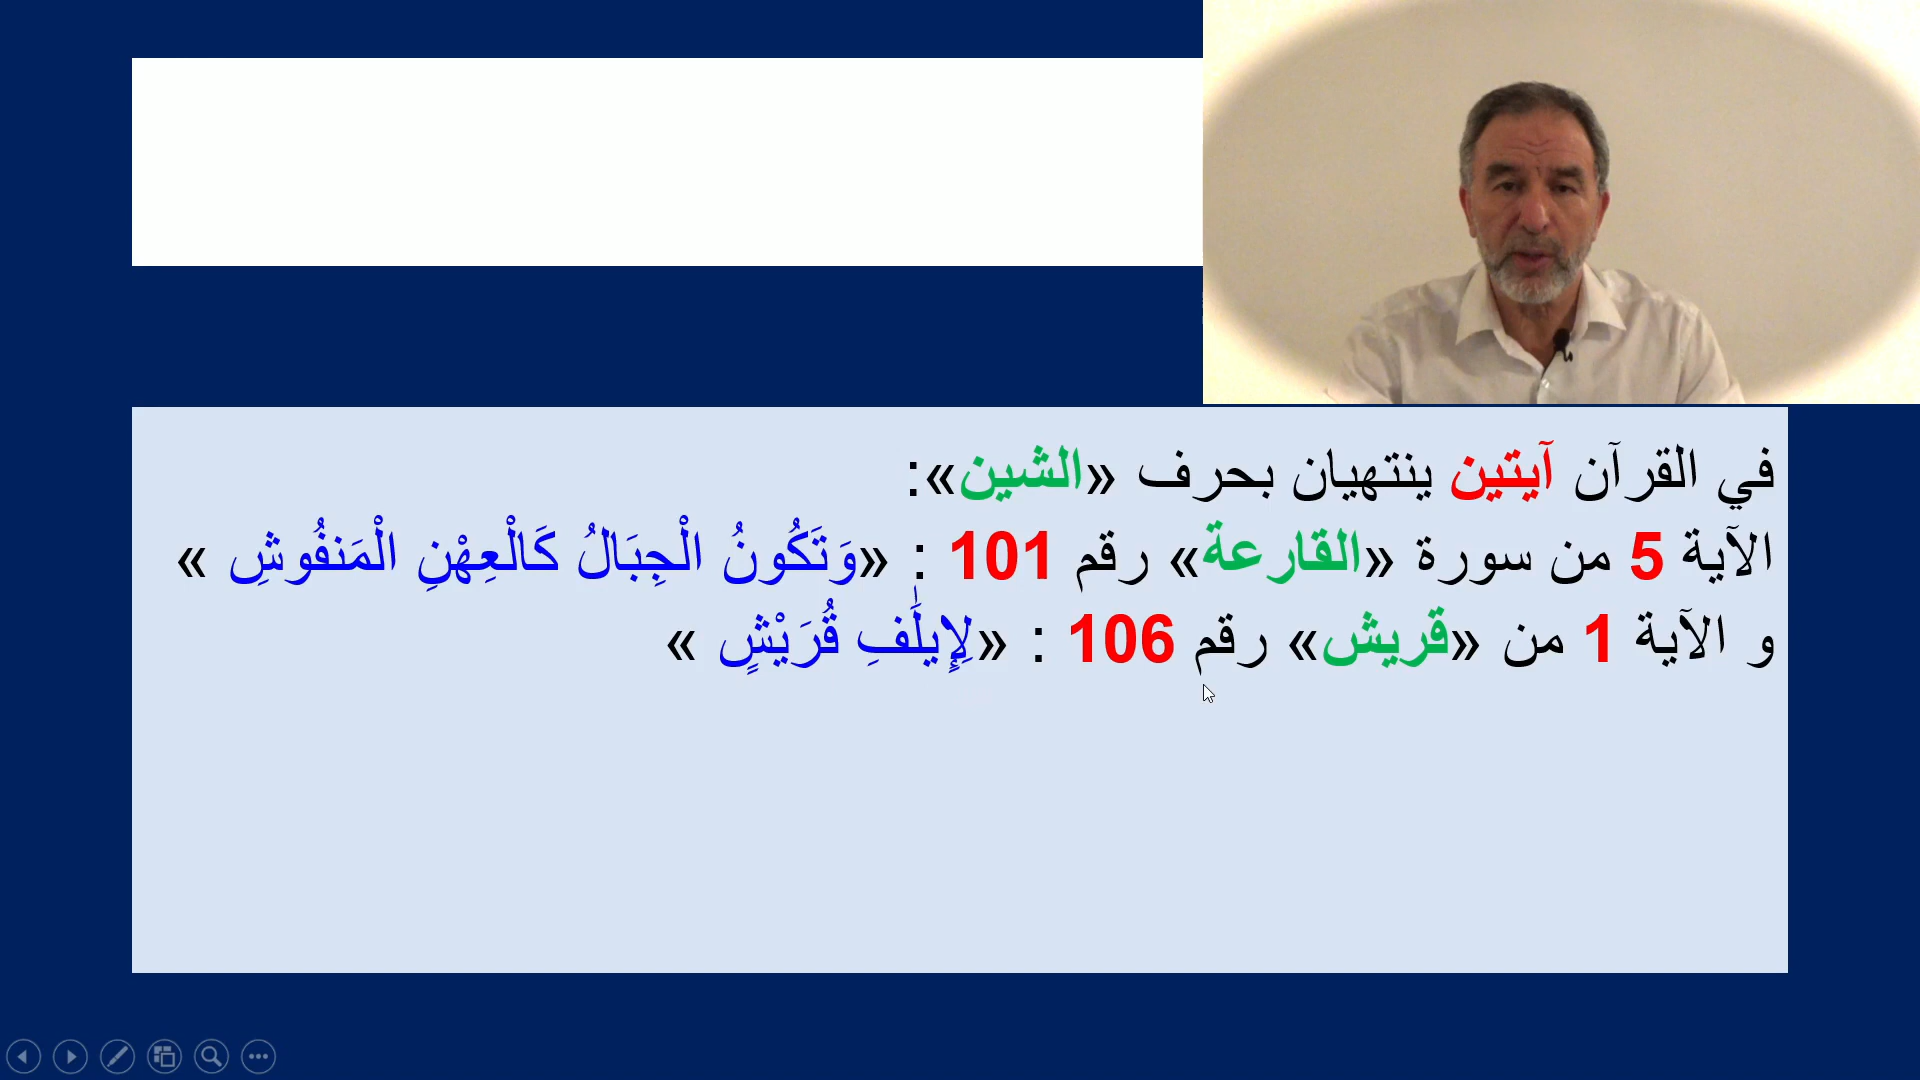 في القرآن آيتين ينتهيان بحرف «الشين»:
الآية 5 من سورة «القارعة» رقم 101 : «وَتَكُونُ الْجِبَالُ كَالْعِهْنِ الْمَنفُوشِ »
و الآية 1 من «قريش» رقم 106 : «لِإِيلَٰفِ قُرَيْشٍ »